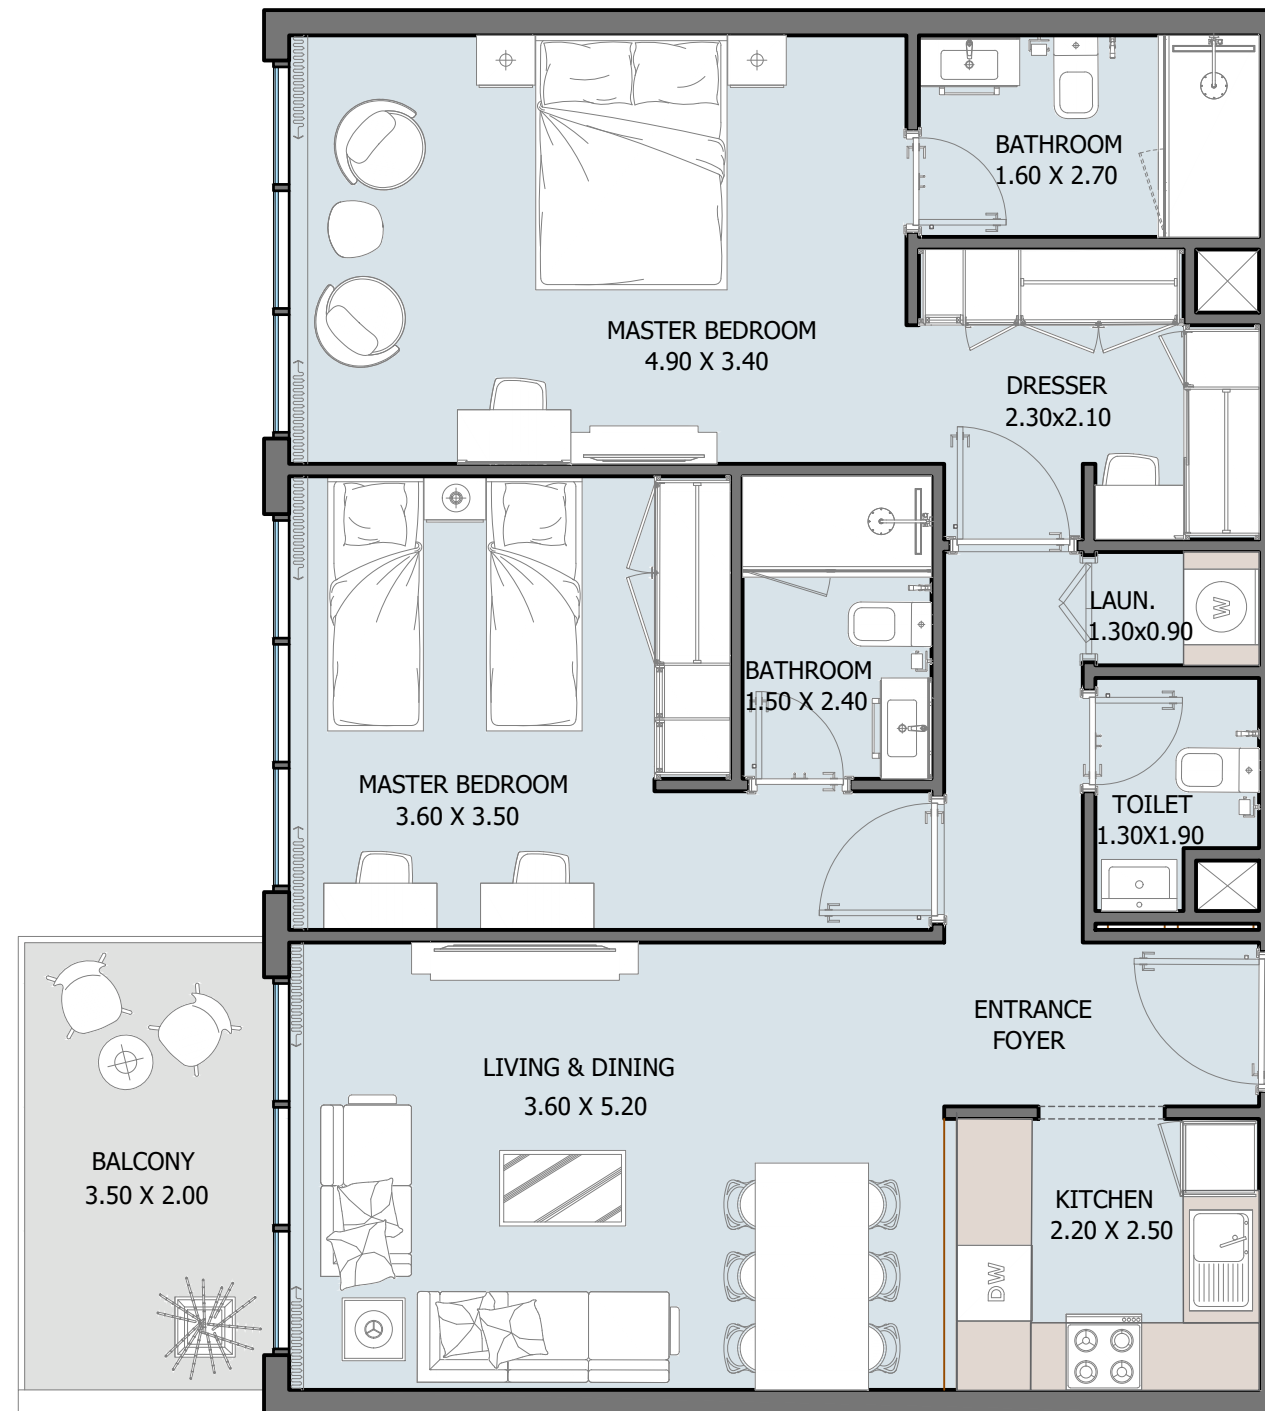 BATHROOM
1.60 X 2.70
MASTER BEDROOM
4.90 X 3.40
DRESSER
2.30x2.10
LAUN.
1.30x0.90
W
BATHROOM
1.50 X 2.40
MASTER BEDROOM
3.60 X 3.50
TOILET
1.30X1.90
ENTRANCE
FOYER
LIVING & DINING
3.60 X 5.20
BALCONY
3.50 X 2.00
KITCHEN
2.20 X 2.50
DW